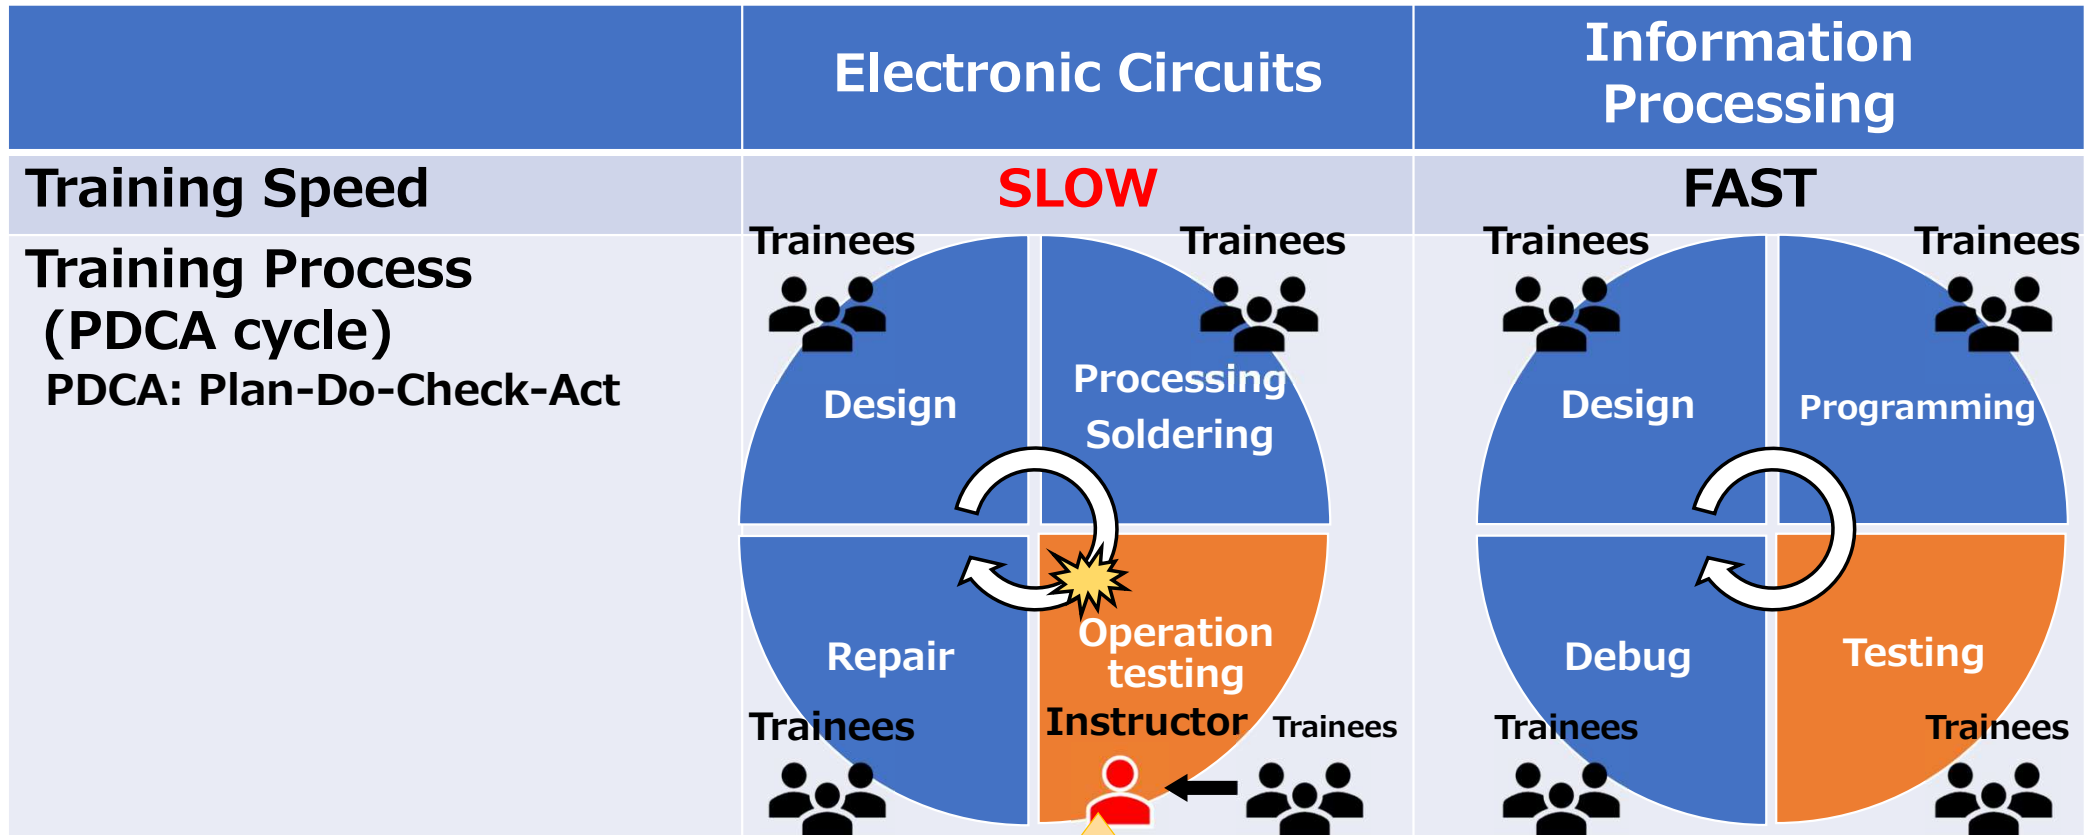 Electronic Circuits
Information
Processing
Training Speed
SLOW
FAST
Training Process
(PDCA cycle)
PDCA: Plan-Do-Check-Act
Trainees
Trainees
Design
Processing
Soldering
Repair
Operation
testing
Trainees
Instructor
Trainees
Trainees
Trainees
Design
Programming
Debug
Testing
Trainees
Trainees